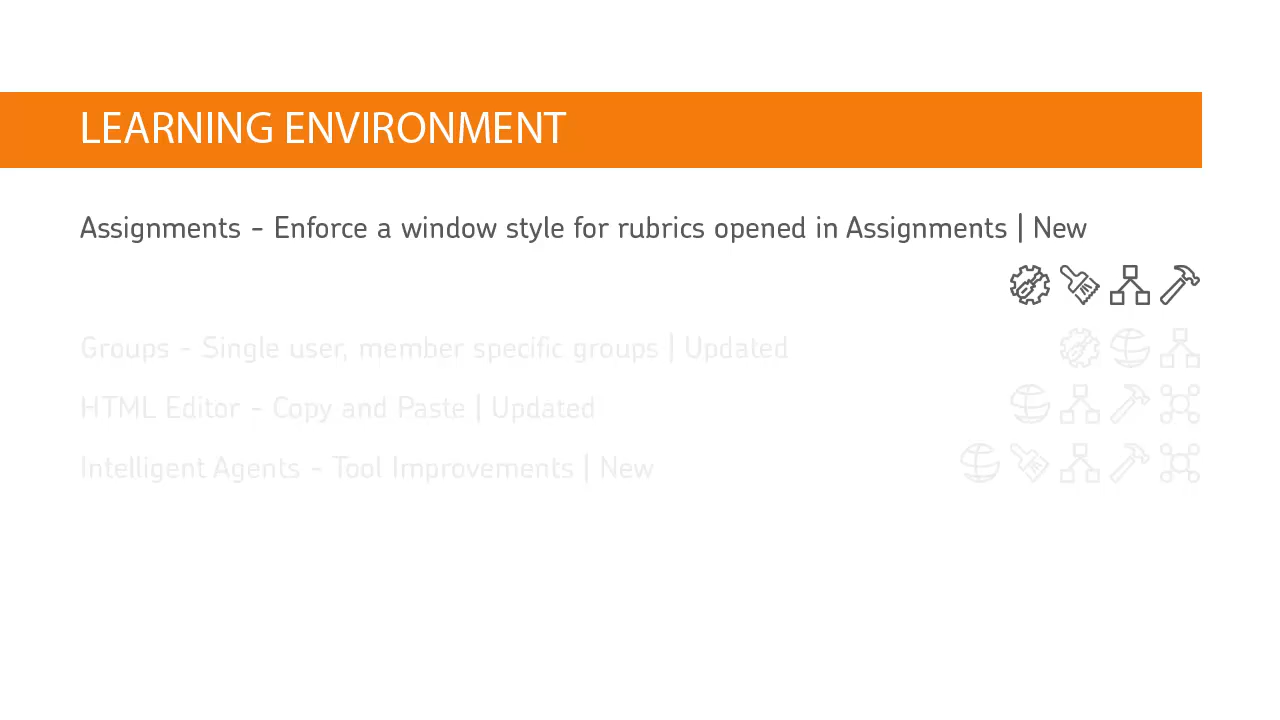 LEARNING ENVIRONMENT
Assignments - Enforce a window style for rubrics opened in Assignments | New
Groups - Single user, member specific groups | Updated
HTML Editor - Copy and Paste | Updated
Intelligent Agents - Tool Improvements | New